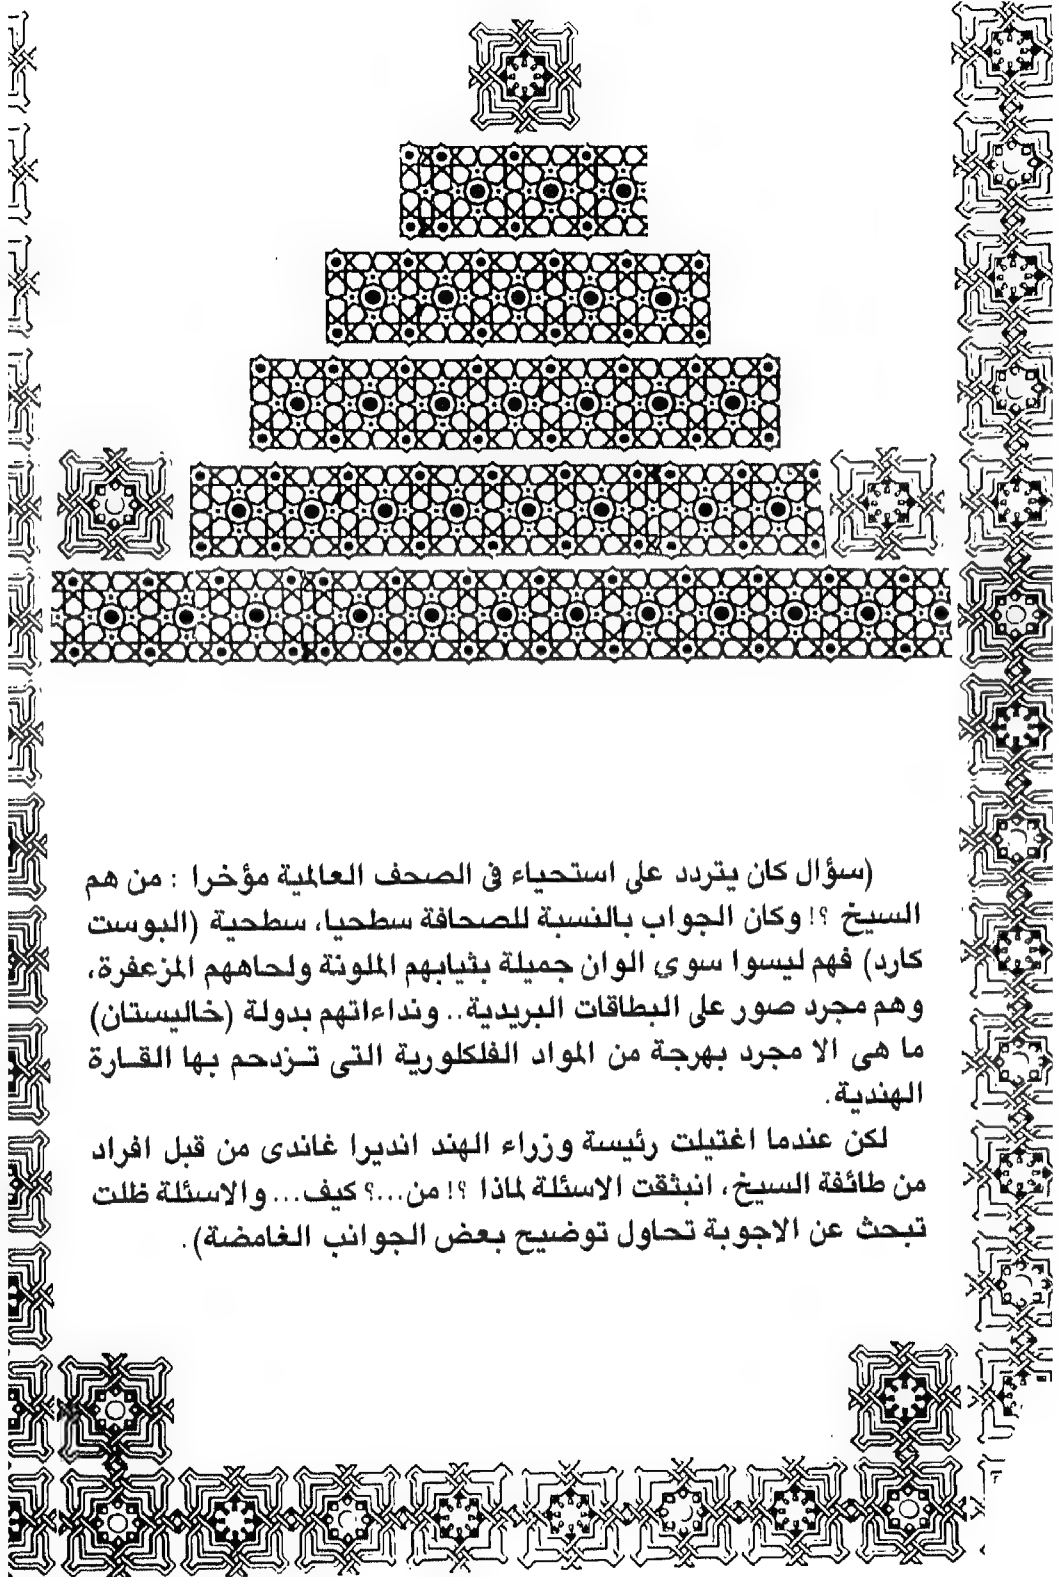 (سؤال كان يتردد على استحياء فى الصحف العالمية مؤخرا : من هم
السيخ ؟! وكان الجواب بالنسبة للصحافة سطحيا، سطحية (البوست
كارد) فهم ليسوا سوى الوان جميلة بثيابهم الملونة ولحاههم المزعفرة،
وهم مجرد صور على البطاقات البريدية.. ونداءاتهم بدولة (خاليستان)
ما هى الا مجرد بهرجة من المواد الفلكلورية التى تـزدحم بها القـارة
الهندية.
لكن عندما اغتيلت رئيسة وزراء الهند انديرا غاندى من قبل افراد
من طائفة السيخ، انبثقت الاسئلة لماذا ؟! من...؟ كيف... والاسئلة ظلت
تبحث عن الاجوبة تحاول توضيح بعض الجوانب الغامضة).